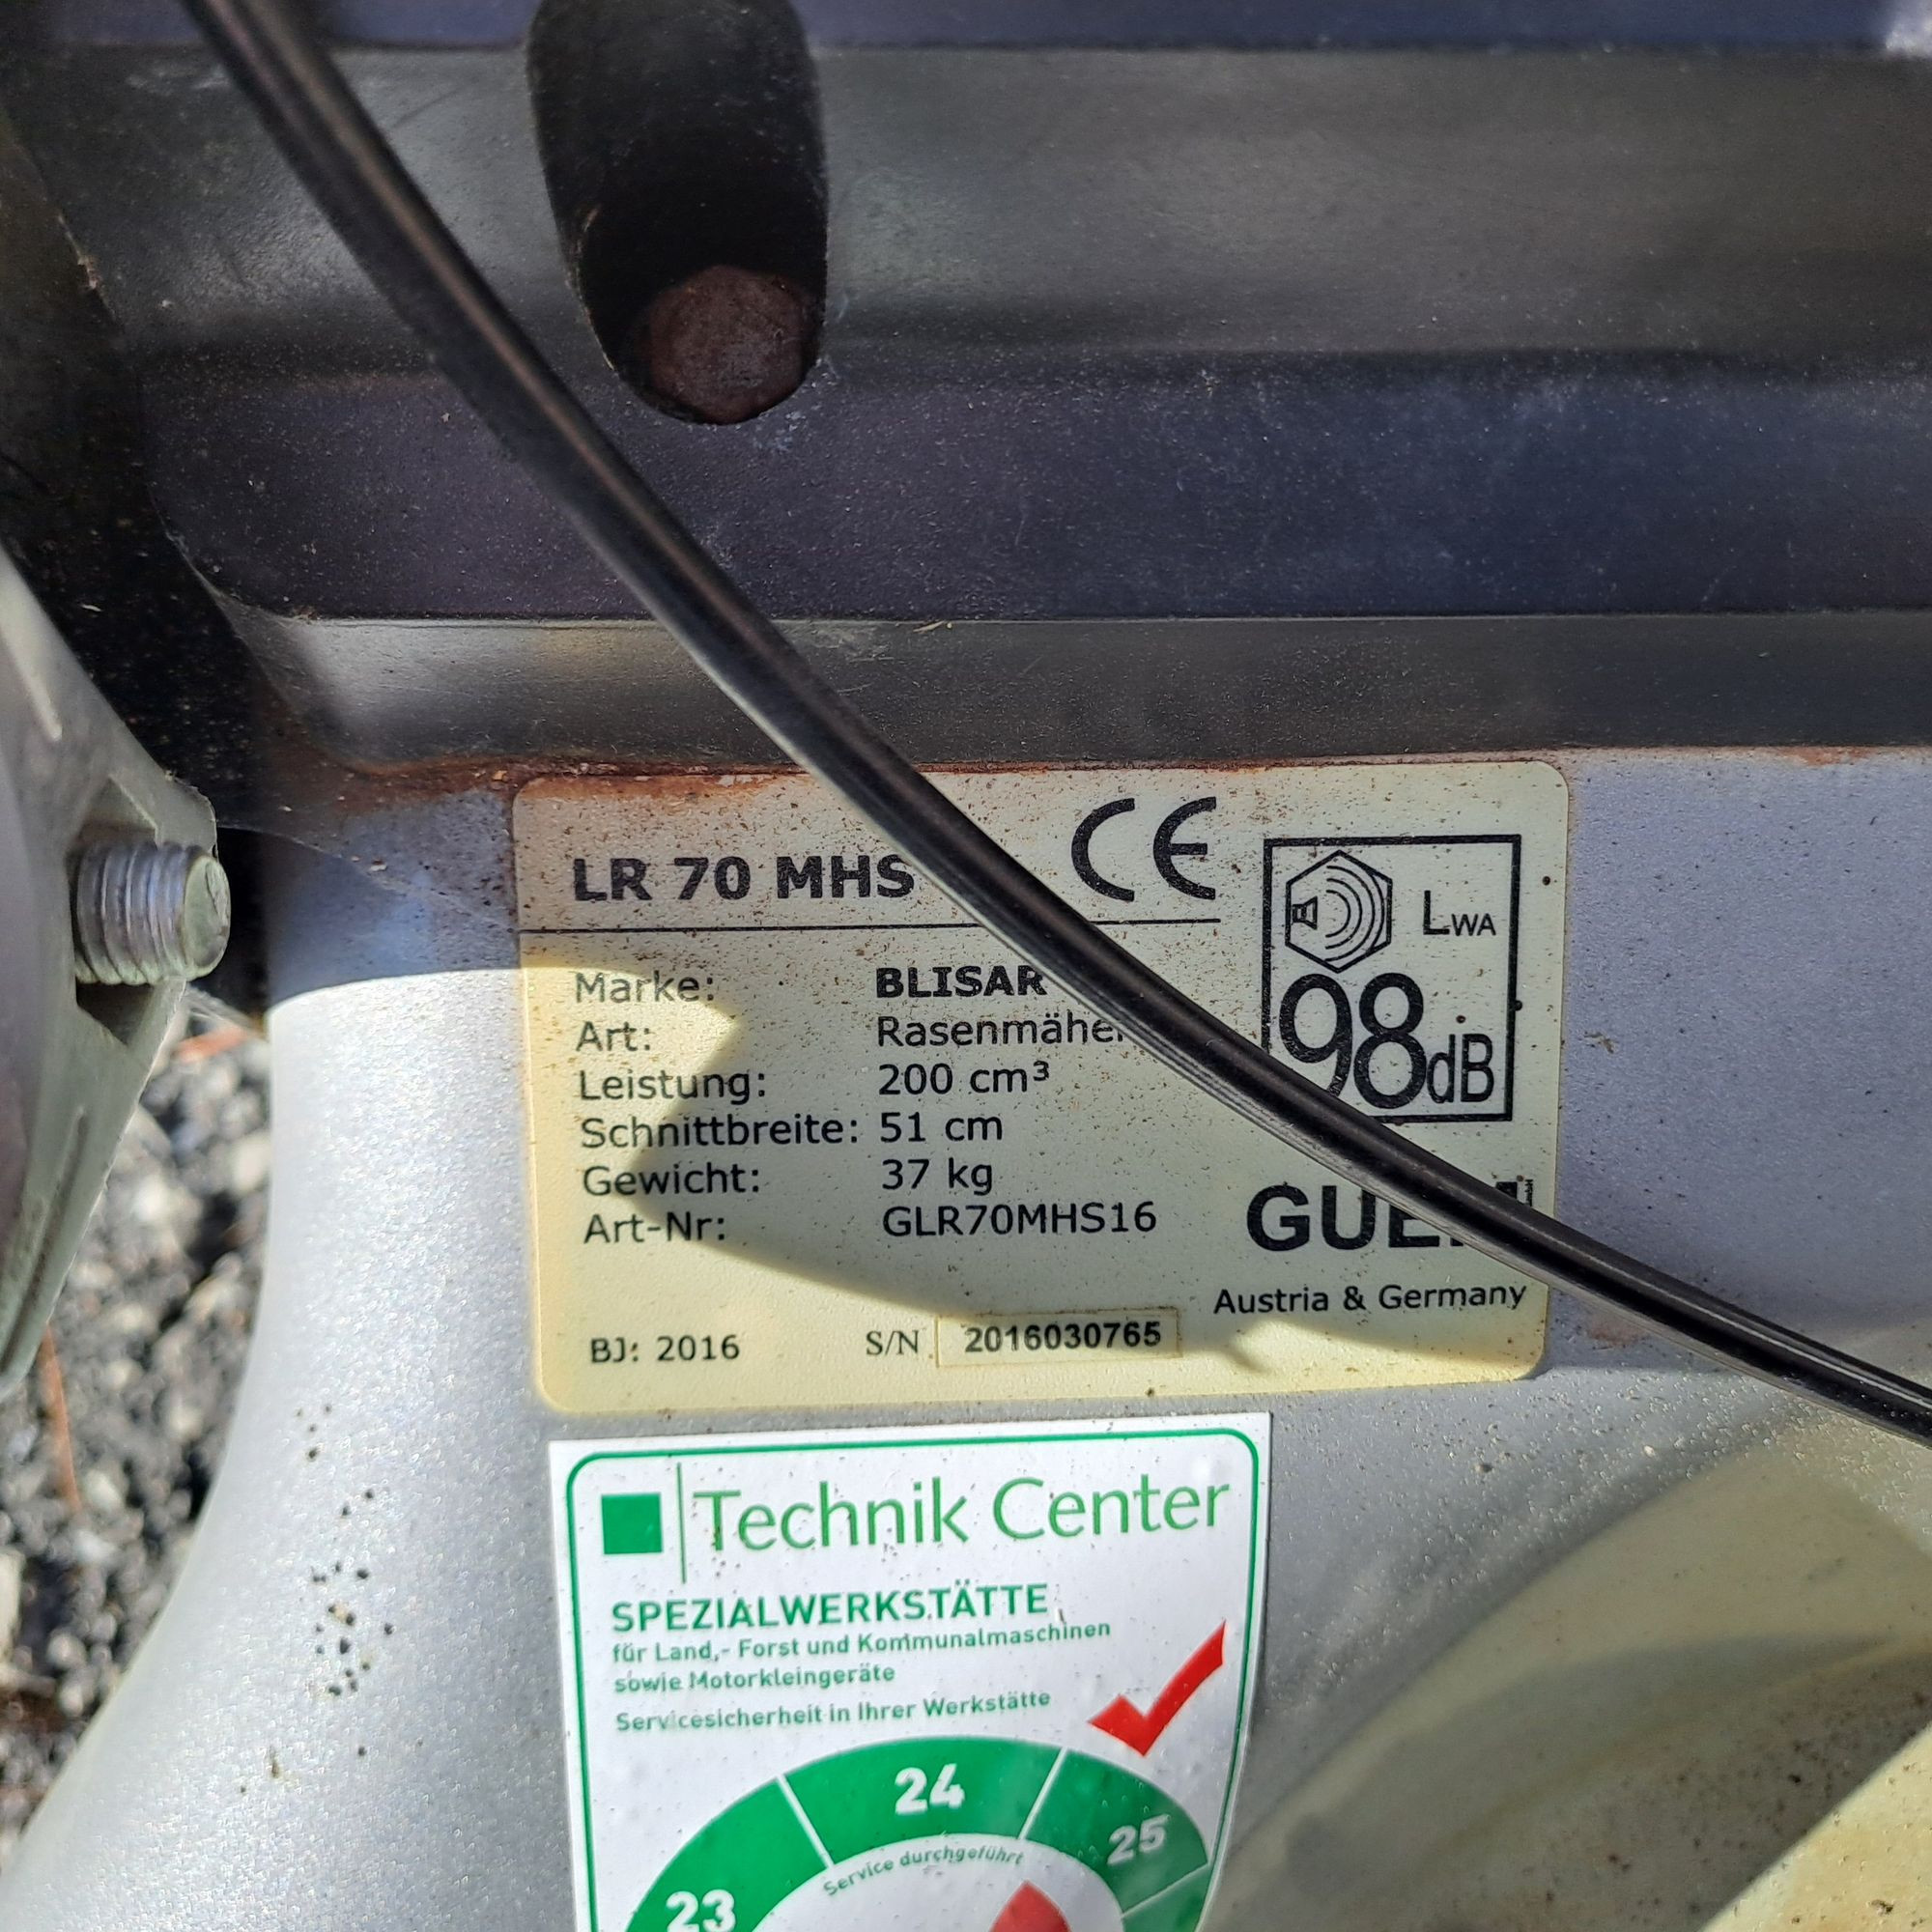 LR 70 MHS CE
LWA
98dB
Marke: BLISAR
Art:
Leistung: 200 cm³
Schnittbreite: 51 cm
Gewicht: 37 kg
Art-Nr: GLR70MHS16
Austria & Germany
BJ: 2016 S/N 2016030765
Technik Center
SPEZIALWERKSTÄTTE
für Land,- Forst und Kommunalmaschinen
sowie Motorkleingeräte
Servicesicherheit in Ihrer Werkstätte
23 24 25
Service durchgeführt